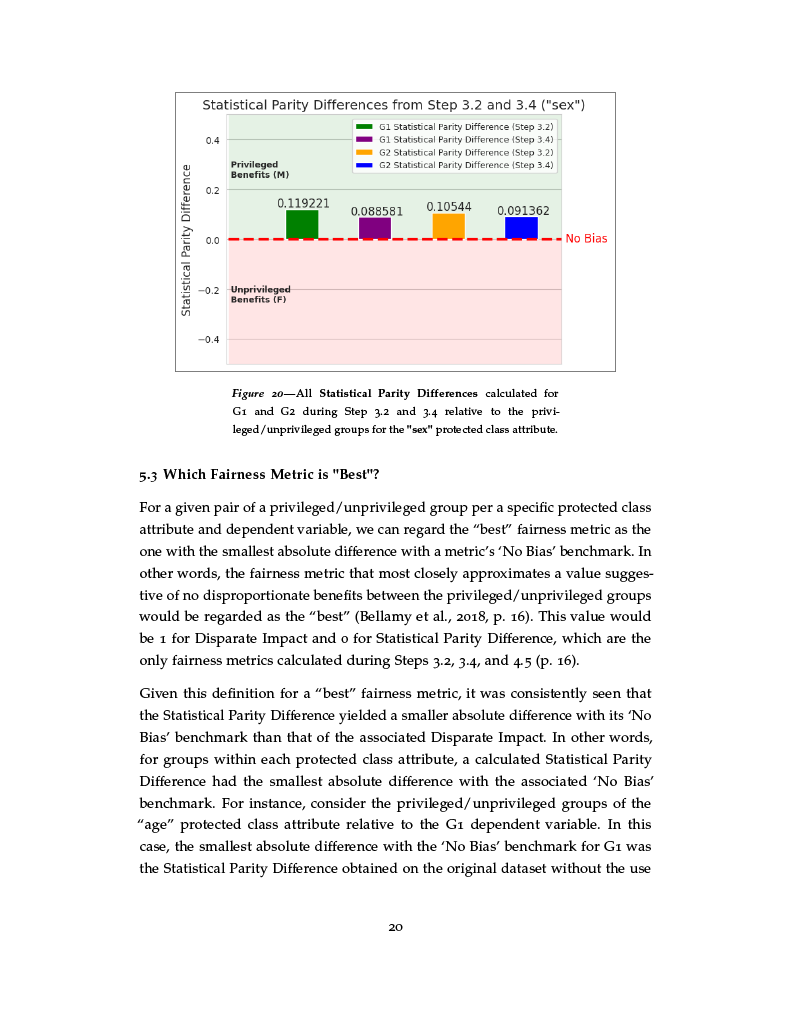 Statistical Parity Differences from Step 3.2 and 3.4 ("sex")
G1 Statistical Parity Difference (Step 3.2)
G1 Statistical Parity Difference (Step 3.4)
G2 Statistical Parity Difference (Step 3.2)
G2 Statistical Parity Difference (Step 3.4)
Statistical Parity Difference
0.4
0.2
0.0
−0.2
−0.4
Privileged
Benefits (M)
0.119221
0.088581
0.10544
0.091362
No Bias
Unprivileged
Benefits (F)
Figure 20—All Statistical Parity Differences calculated for
G1 and G2 during Step 3.2 and 3.4 relative to the privi-
leged/unprivileged groups for the "sex" protected class attribute.
5.3 Which Fairness Metric is "Best"?
For a given pair of a privileged/unprivileged group per a specific protected class
attribute and dependent variable, we can regard the “best” fairness metric as the
one with the smallest absolute difference with a metric’s ‘No Bias’ benchmark. In
other words, the fairness metric that most closely approximates a value sugges-
tive of no disproportionate benefits between the privileged/unprivileged groups
would be regarded as the “best” (Bellamy et al., 2018, p. 16). This value would
be 1 for Disparate Impact and 0 for Statistical Parity Difference, which are the
only fairness metrics calculated during Steps 3.2, 3.4, and 4.5 (p. 16).
Given this definition for a “best” fairness metric, it was consistently seen that
the Statistical Parity Difference yielded a smaller absolute difference with its ‘No
Bias’ benchmark than that of the associated Disparate Impact. In other words,
for groups within each protected class attribute, a calculated Statistical Parity
Difference had the smallest absolute difference with the associated ‘No Bias’
benchmark. For instance, consider the privileged/unprivileged groups of the
“age” protected class attribute relative to the G1 dependent variable. In this
case, the smallest absolute difference with the ‘No Bias’ benchmark for G1 was
the Statistical Parity Difference obtained on the original dataset without the use
20